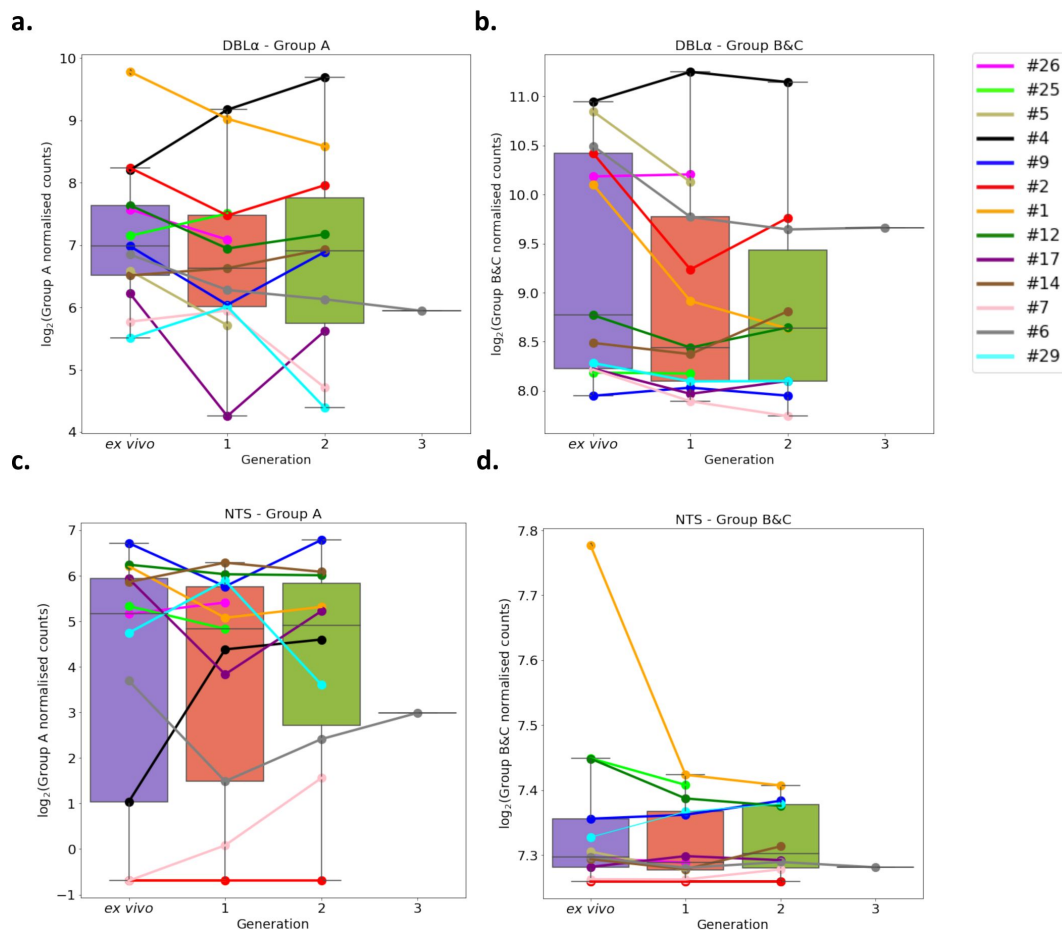 a.
DBLα - Group A
log₂(Group A normalised counts)
10
9
8
7
6
5
4
ex vivo
1
2
3
Generation
b.
DBLα - Group B&C
log₂(Group B&C normalised counts)
11.0
10.5
10.0
9.5
9.0
8.5
8.0
ex vivo
1
2
3
Generation
#26
#25
#5
#4
#9
#2
#1
#12
#17
#14
#7
#6
#29
c.
NTS - Group A
log₂(Group A normalised counts)
7
6
5
4
3
2
1
0
−1
ex vivo
1
2
3
Generation
d.
NTS - Group B&C
log₂(Group B&C normalised counts)
7.8
7.7
7.6
7.5
7.4
7.3
ex vivo
1
2
3
Generation